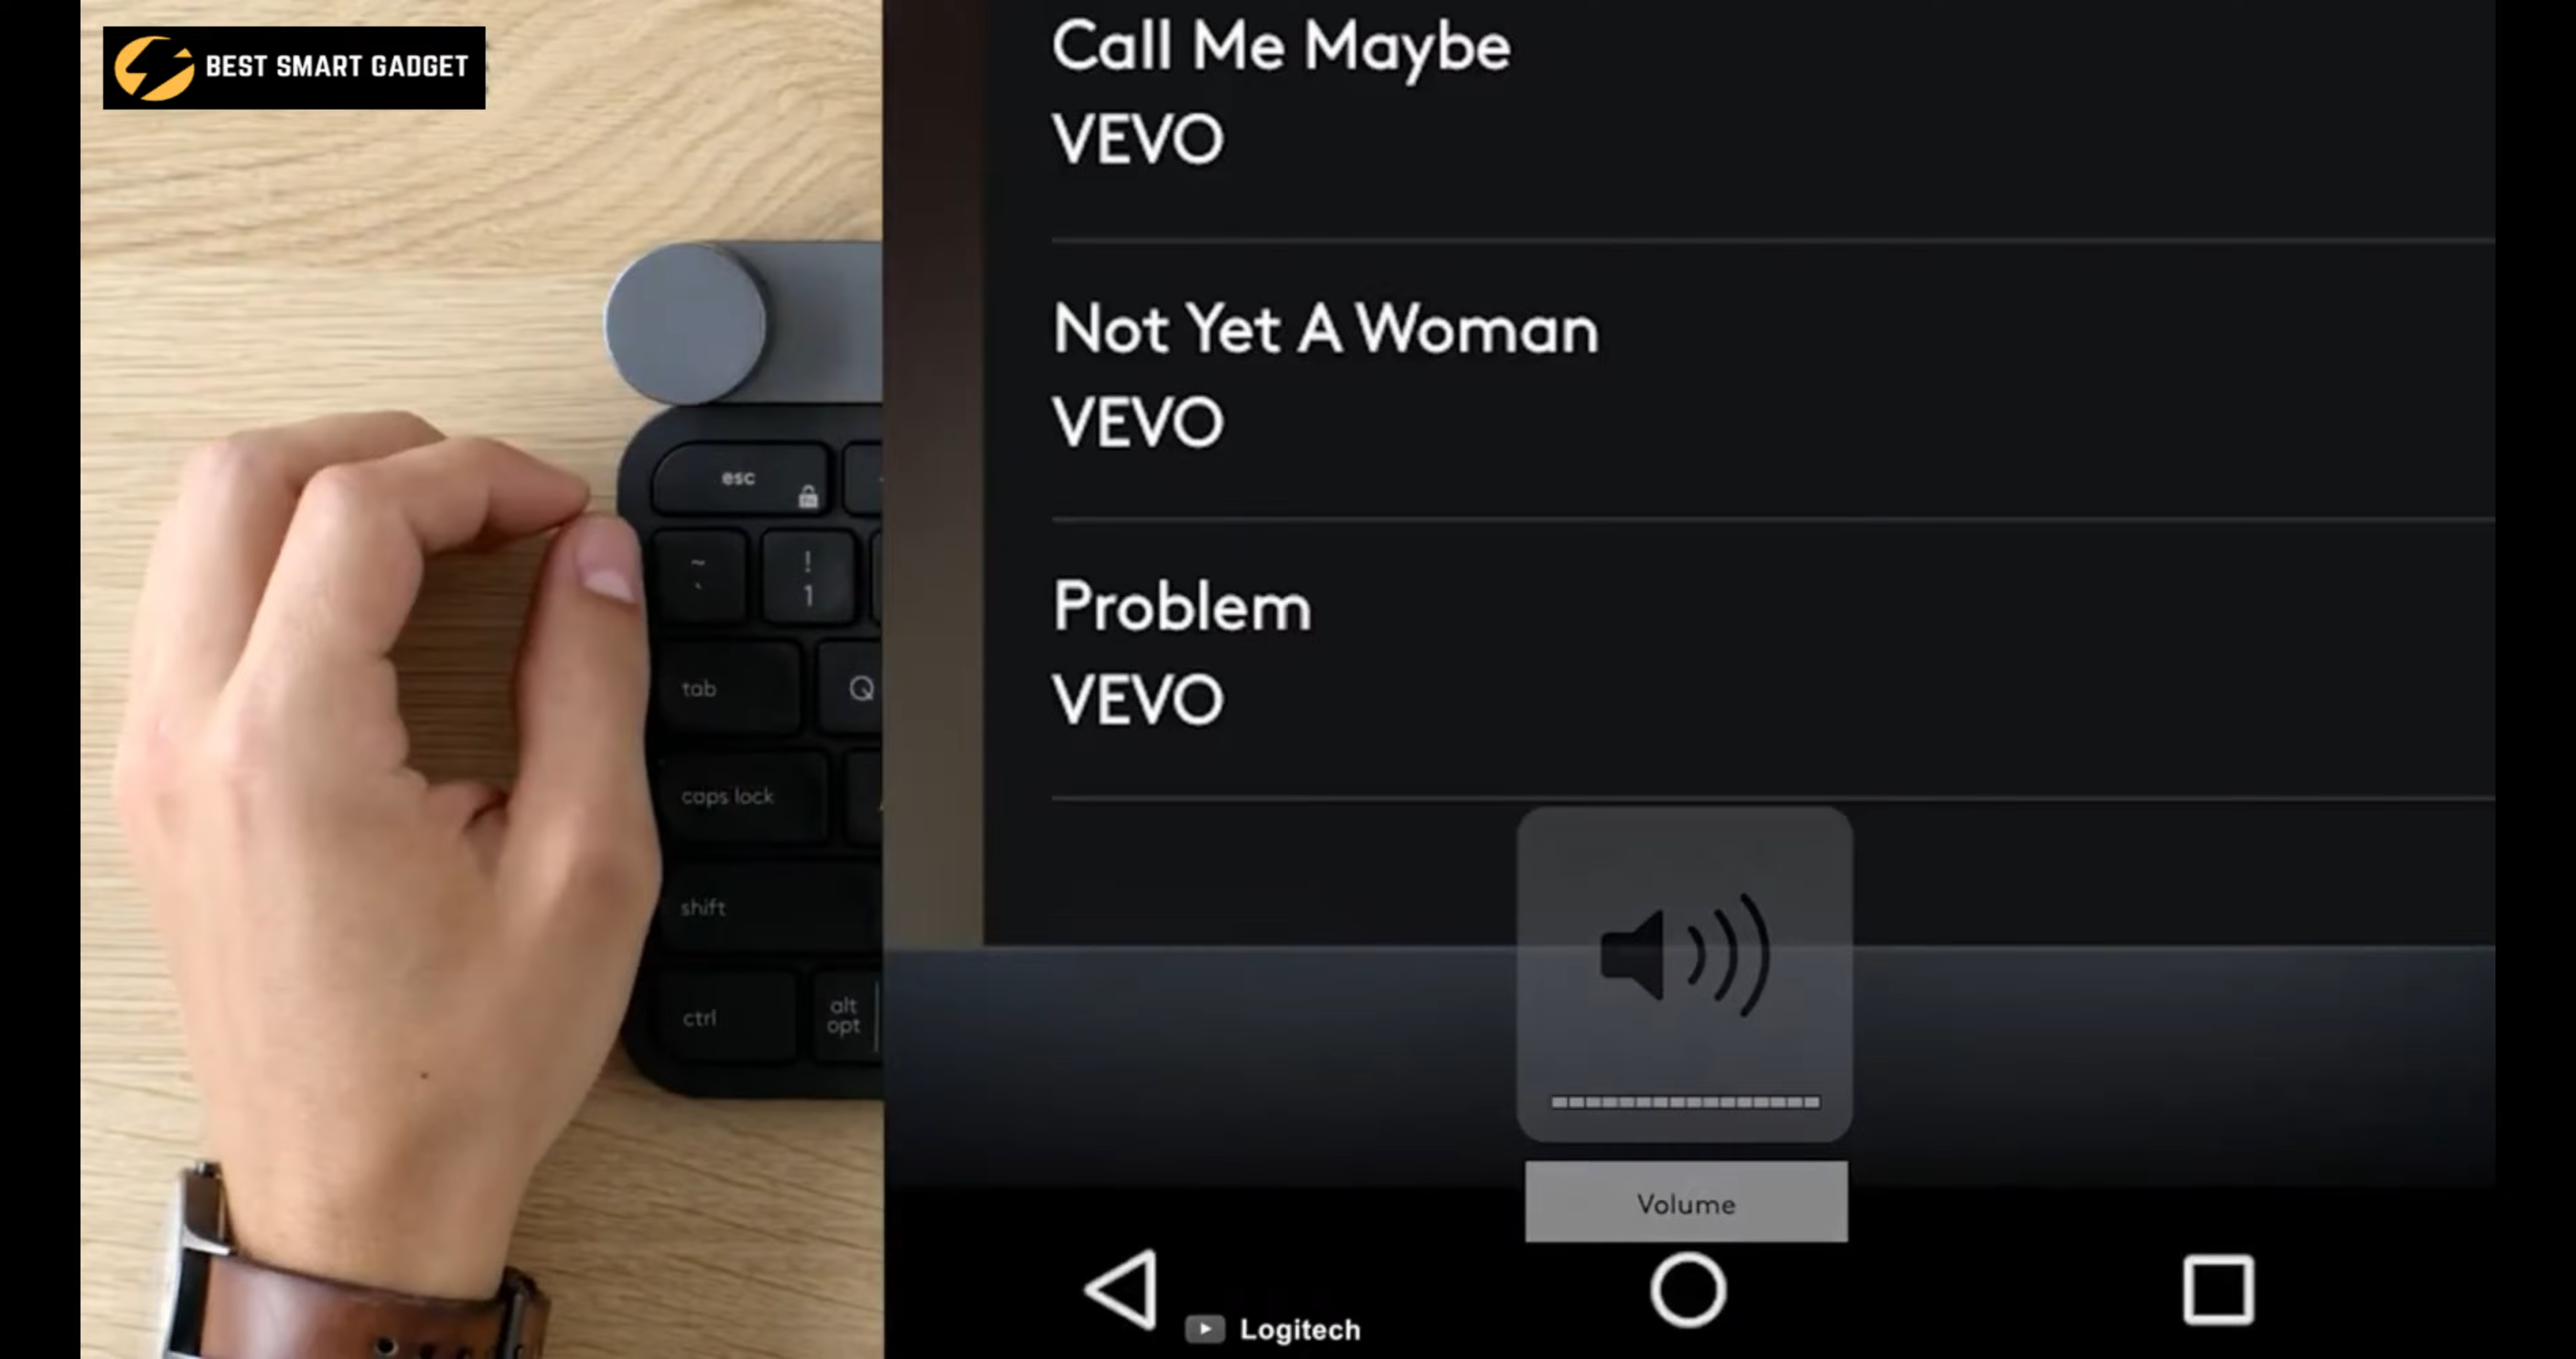 BEST SMART GADGET
esc
~
`
!
1
tab
Q
caps lock
shift
ctrl
alt
opt
Call Me Maybe
VEVO
Not Yet A Woman
VEVO
Problem
VEVO
Volume
Logitech